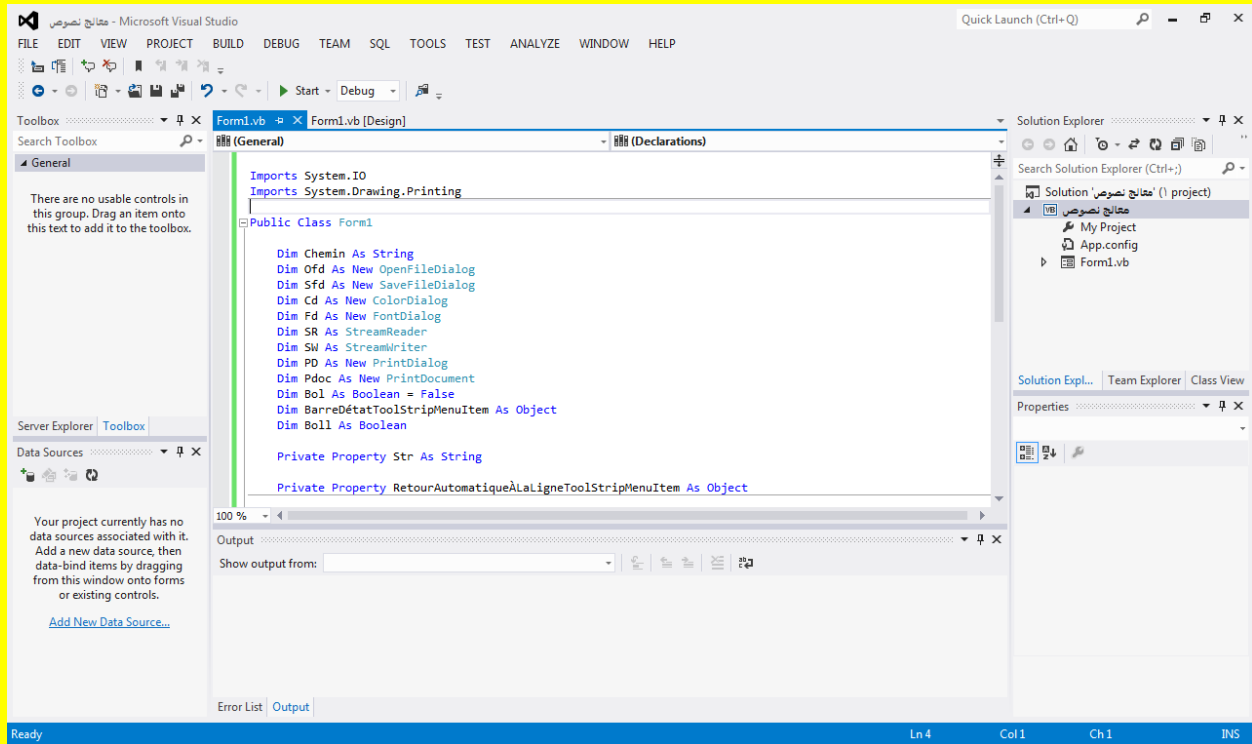 معالج نصوص - Microsoft Visual Studio
Quick Launch (Ctrl+Q)
FILE EDIT VIEW PROJECT BUILD DEBUG TEAM SQL TOOLS TEST ANALYZE WINDOW HELP
Start Debug
Toolbox
Search Toolbox
General
There are no usable controls in
this group. Drag an item onto
this text to add it to the toolbox.
Server Explorer Toolbox
Data Sources
Your project currently has no
data sources associated with it.
Add a new data source, then
data-bind items by dragging
from this window onto forms
or existing controls.
Add New Data Source...
Form1.vb Form1.vb [Design]
(General) (Declarations)
Imports System.IO
Imports System.Drawing.Printing
Public Class Form1
Dim Chemin As String
Dim Ofd As New OpenFileDialog
Dim Sfd As New SaveFileDialog
Dim Cd As New ColorDialog
Dim Fd As New FontDialog
Dim SR As StreamReader
Dim SW As StreamWriter
Dim PD As New PrintDialog
Dim Pdoc As New PrintDocument
Dim Bol As Boolean = False
Dim BarreDétatToolStripMenuItem As Object
Dim Boll As Boolean
Private Property Str As String
Private Property RetourAutomatiqueÀLaLigneToolStripMenuItem As Object
100 %
Output
Show output from:
Error List Output
Solution Explorer
Search Solution Explorer (Ctrl+;)
Solution 'معالج نصوص' (١ project)
VB معالج نصوص
My Project
App.config
Form1.vb
Solution Expl... Team Explorer Class View
Properties
Ready Ln 4 Col 1 Ch 1 INS